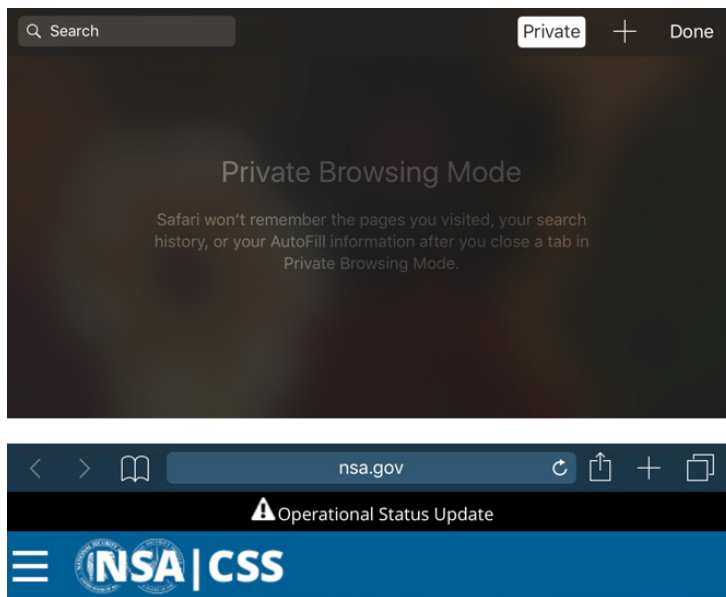 Search Private Done
Private Browsing Mode
Safari won't remember the pages you visited, your search
history, or your AutoFill information after you close a tab in
Private Browsing Mode.
nsa.gov
Operational Status Update
NSA|CSS